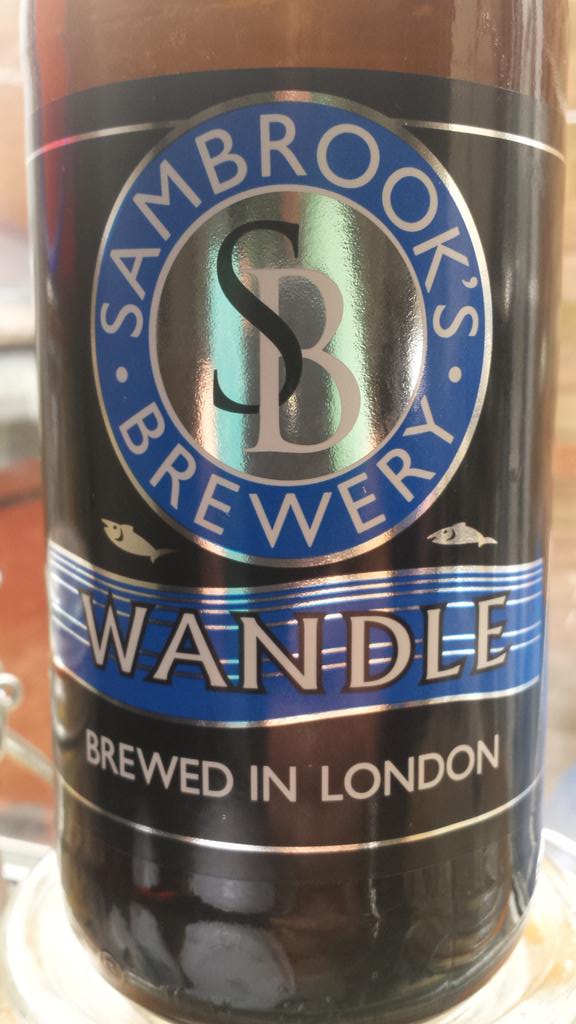 SAMBROOK'S
SB
• BREWERY •
WANDLE
BREWED IN LONDON